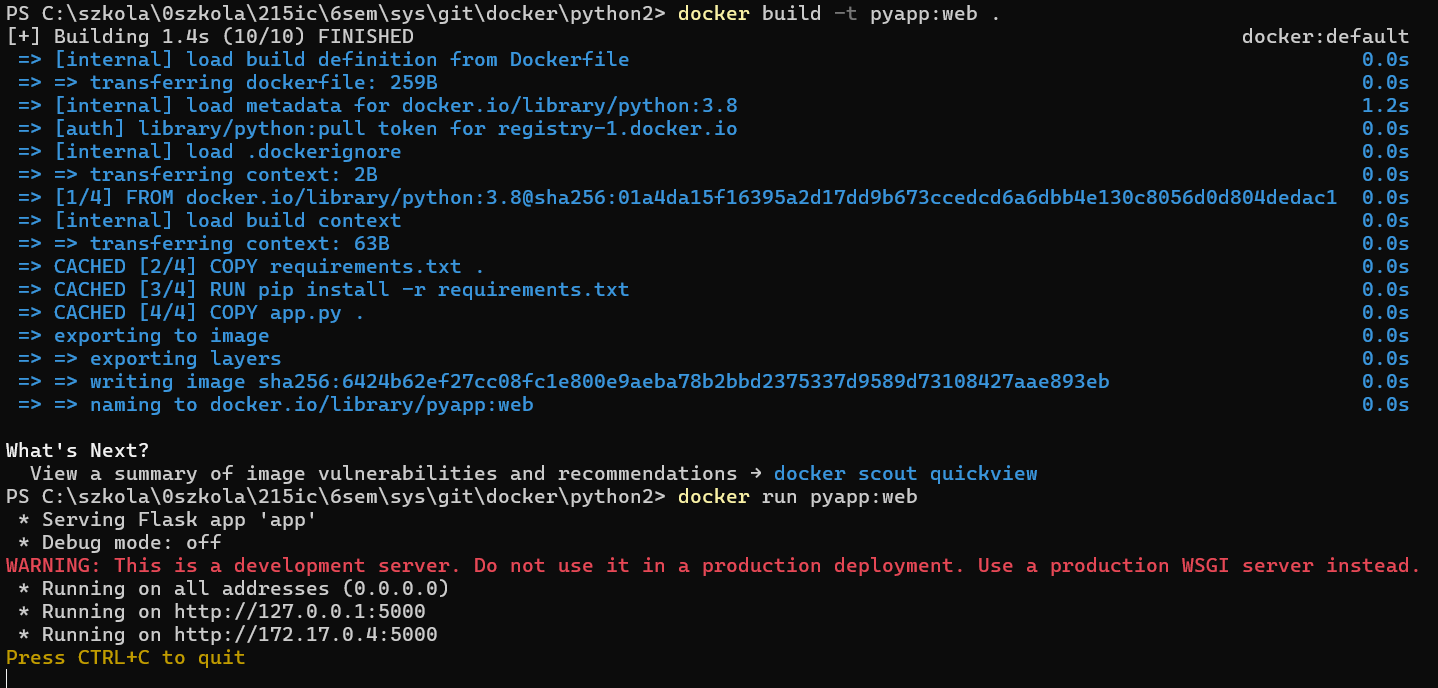 PS C:\szkola\0szkola\215ic\6sem\sys\git\docker\python2> docker build -t pyapp:web .
[+] Building 1.4s (10/10) FINISHED docker:default
=> [internal] load build definition from Dockerfile 0.0s
=> => transferring dockerfile: 259B 0.0s
=> [internal] load metadata for docker.io/library/python:3.8 1.2s
=> [auth] library/python:pull token for registry-1.docker.io 0.0s
=> [internal] load .dockerignore 0.0s
=> => transferring context: 2B 0.0s
=> [1/4] FROM docker.io/library/python:3.8@sha256:01a4da15f16395a2d17dd9b673ccedcd6a6dbb4e130c8056d0d804dedac1 0.0s
=> [internal] load build context 0.0s
=> => transferring context: 63B 0.0s
=> CACHED [2/4] COPY requirements.txt . 0.0s
=> CACHED [3/4] RUN pip install -r requirements.txt 0.0s
=> CACHED [4/4] COPY app.py . 0.0s
=> exporting to image 0.0s
=> => exporting layers 0.0s
=> => writing image sha256:6424b62ef27cc08fc1e800e9aeba78b2bbd2375337d9589d73108427aae893eb 0.0s
=> => naming to docker.io/library/pyapp:web 0.0s
What's Next?
View a summary of image vulnerabilities and recommendations → docker scout quickview
PS C:\szkola\0szkola\215ic\6sem\sys\git\docker\python2> docker run pyapp:web
* Serving Flask app 'app'
* Debug mode: off
WARNING: This is a development server. Do not use it in a production deployment. Use a production WSGI server instead.
* Running on all addresses (0.0.0.0)
* Running on http://127.0.0.1:5000
* Running on http://172.17.0.4:5000
Press CTRL+C to quit